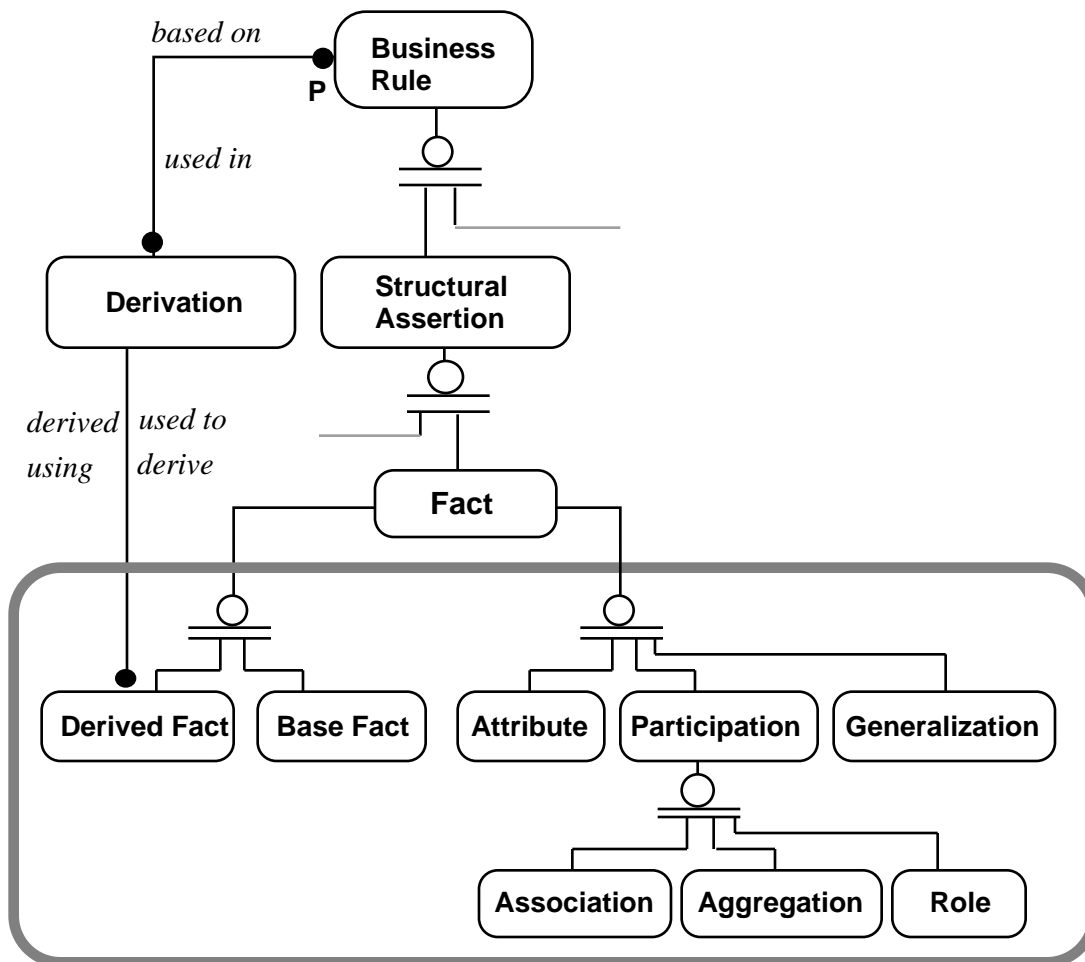 based on
Business
Rule
P
used in
Derivation
Structural
Assertion
derived
using
used to
derive
Fact
Derived Fact
Base Fact
Attribute
Participation
Generalization
Association
Aggregation
Role